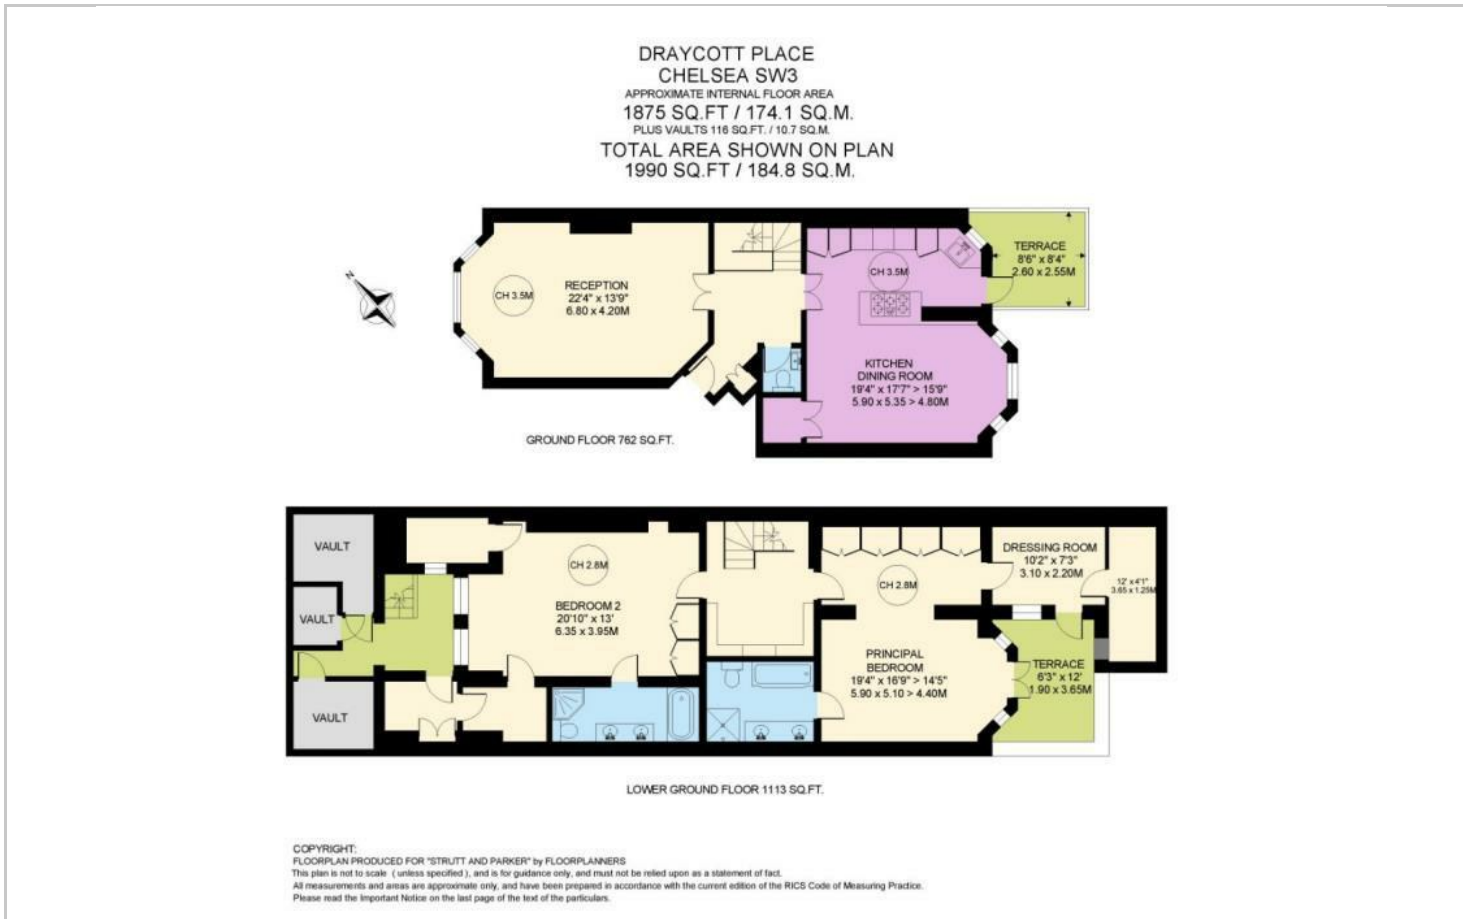 DRAYCOTT PLACE
CHELSEA SW3
APPROXIMATE INTERNAL FLOOR AREA
1875 SQ.FT / 174.1 SQ.M.
PLUS VAULTS 116 SQ.FT. / 10.7 SQ.M.
TOTAL AREA SHOWN ON PLAN
1990 SQ.FT / 184.8 SQ.M.
N
CH 3.5M
RECEPTION
22'4" x 13'9"
6.80 x 4.20M
CH 3.5M
TERRACE
8'6" x 8'4"
2.60 x 2.55M
KITCHEN
DINING ROOM
19'4" x 17'7" > 15'9"
5.90 x 5.35 > 4.80M
GROUND FLOOR 762 SQ.FT.
VAULT
VAULT
VAULT
CH 2.8M
BEDROOM 2
20'10" x 13'
6.35 x 3.95M
CH 2.8M
PRINCIPAL
BEDROOM
19'4" x 16'9" > 14'5"
5.90 x 5.10 > 4.40M
DRESSING ROOM
10'2" x 7'3"
3.10 x 2.20M
12' x 4'1"
3.65 x 1.25M
TERRACE
6'3" x 12'
1.90 x 3.65M
LOWER GROUND FLOOR 1113 SQ.FT.
COPYRIGHT:
FLOORPLAN PRODUCED FOR "STRUTT AND PARKER" by FLOORPLANNERS
This plan is not to scale ( unless specified ), and is for guidance only, and must not be relied upon as a statement of fact.
All measurements and areas are approximate only, and have been prepared in accordance with the current edition of the RICS Code of Measuring Practice.
Please read the Important Notice on the last page of the text of the particulars.